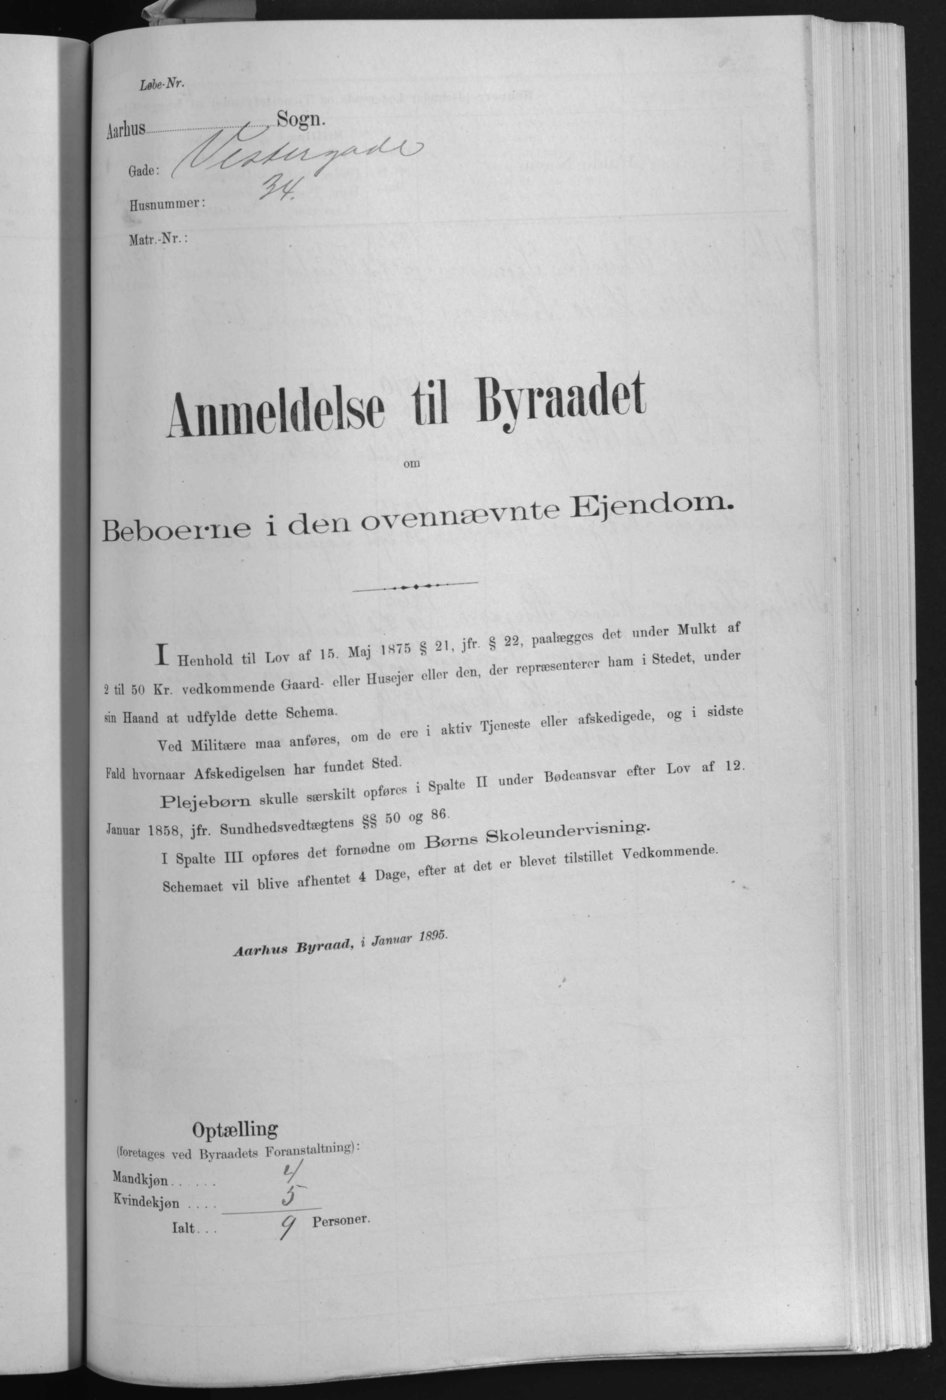 Løbe-Nr.
Aarhus Sogn.
Gade: Vestergade
Husnummer: 34.
Matr.-Nr.:
Anmeldelse til Byraadet
om
Beboerne i den ovennævnte Ejendom.
I Henhold til Lov af 15. Maj 1875 § 21, jfr. § 22, paalægges det under Mulkt af
2 til 50 Kr. vedkommende Gaard- eller Husejer eller den, der repræsenterer ham i Stedet, under
sin Haand at udfylde dette Schema.
Ved Militære maa anføres, om de ere i aktiv Tjeneste eller afskedigede, og i sidste
Fald hvornaar Afskedigelsen har fundet Sted.
Plejebørn skulle særskilt opføres i Spalte II under Bødeansvar efter Lov af 12.
Januar 1858, jfr. Sundhedsvedtægtens §§ 50 og 86.
I Spalte III opføres det fornødne om Børns Skoleundervisning.
Schemaet vil blive afhentet 4 Dage, efter at det er blevet tilstillet Vedkommende.
Aarhus Byraad, i Januar 1895.
Optælling
(foretages ved Byraadets Foranstaltning):
Mandkjøn...... 4
Kvindekjøn.... 5
Ialt... 9 Personer.